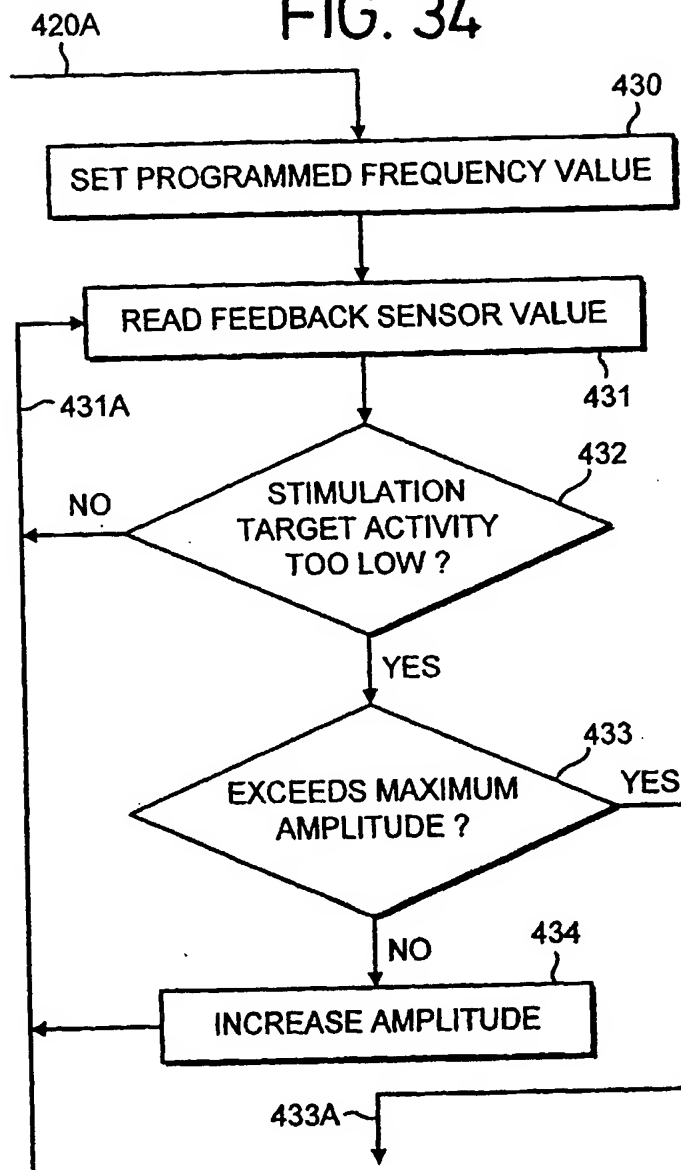 FIG. 34
420A
430
SET PROGRAMMED FREQUENCY VALUE
READ FEEDBACK SENSOR VALUE
431
431A
432
STIMULATION
TARGET ACTIVITY
TOO LOW ?
NO
YES
433
EXCEEDS MAXIMUM
AMPLITUDE ?
YES
NO
434
INCREASE AMPLITUDE
433A